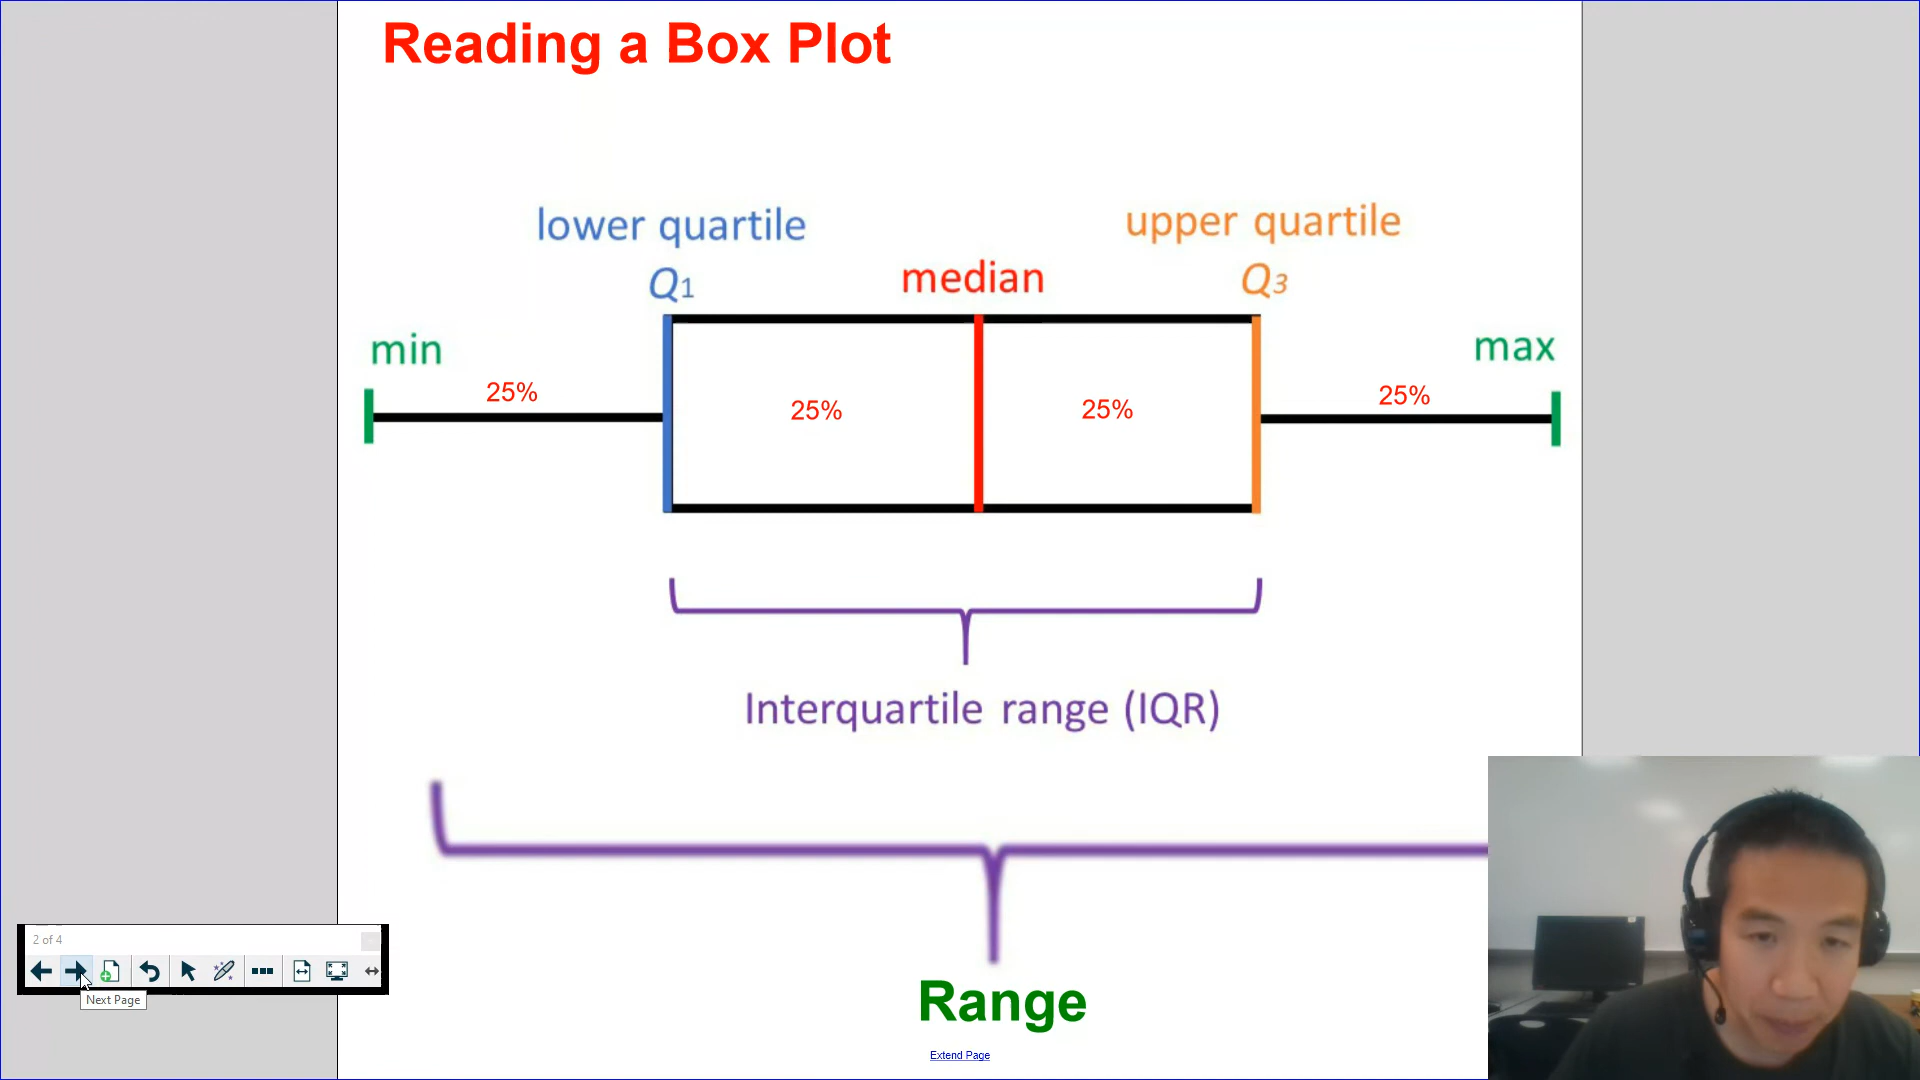 Reading a Box Plot
lower quartile
upper quartile
Q1
median
Q3
min
max
25%
25%
25%
25%
Interquartile range (IQR)
2 of 4
Next Page
Range
Extend Page